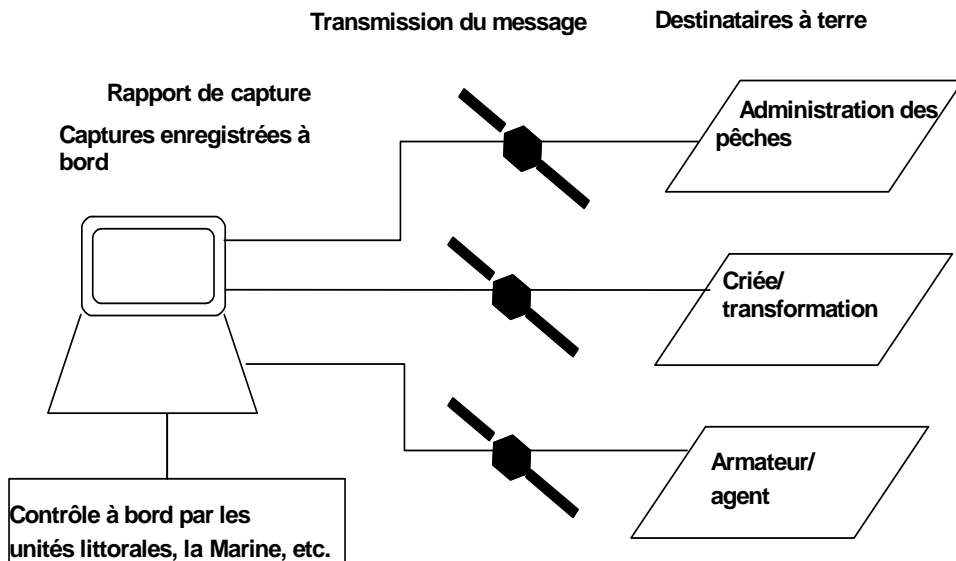 Transmission du message
Destinataires à terre
Rapport de capture
Captures enregistrées à
bord
Administration des
pêches
Criée/
transformation
Armateur/
agent
Contrôle à bord par les
unités littorales, la Marine, etc.